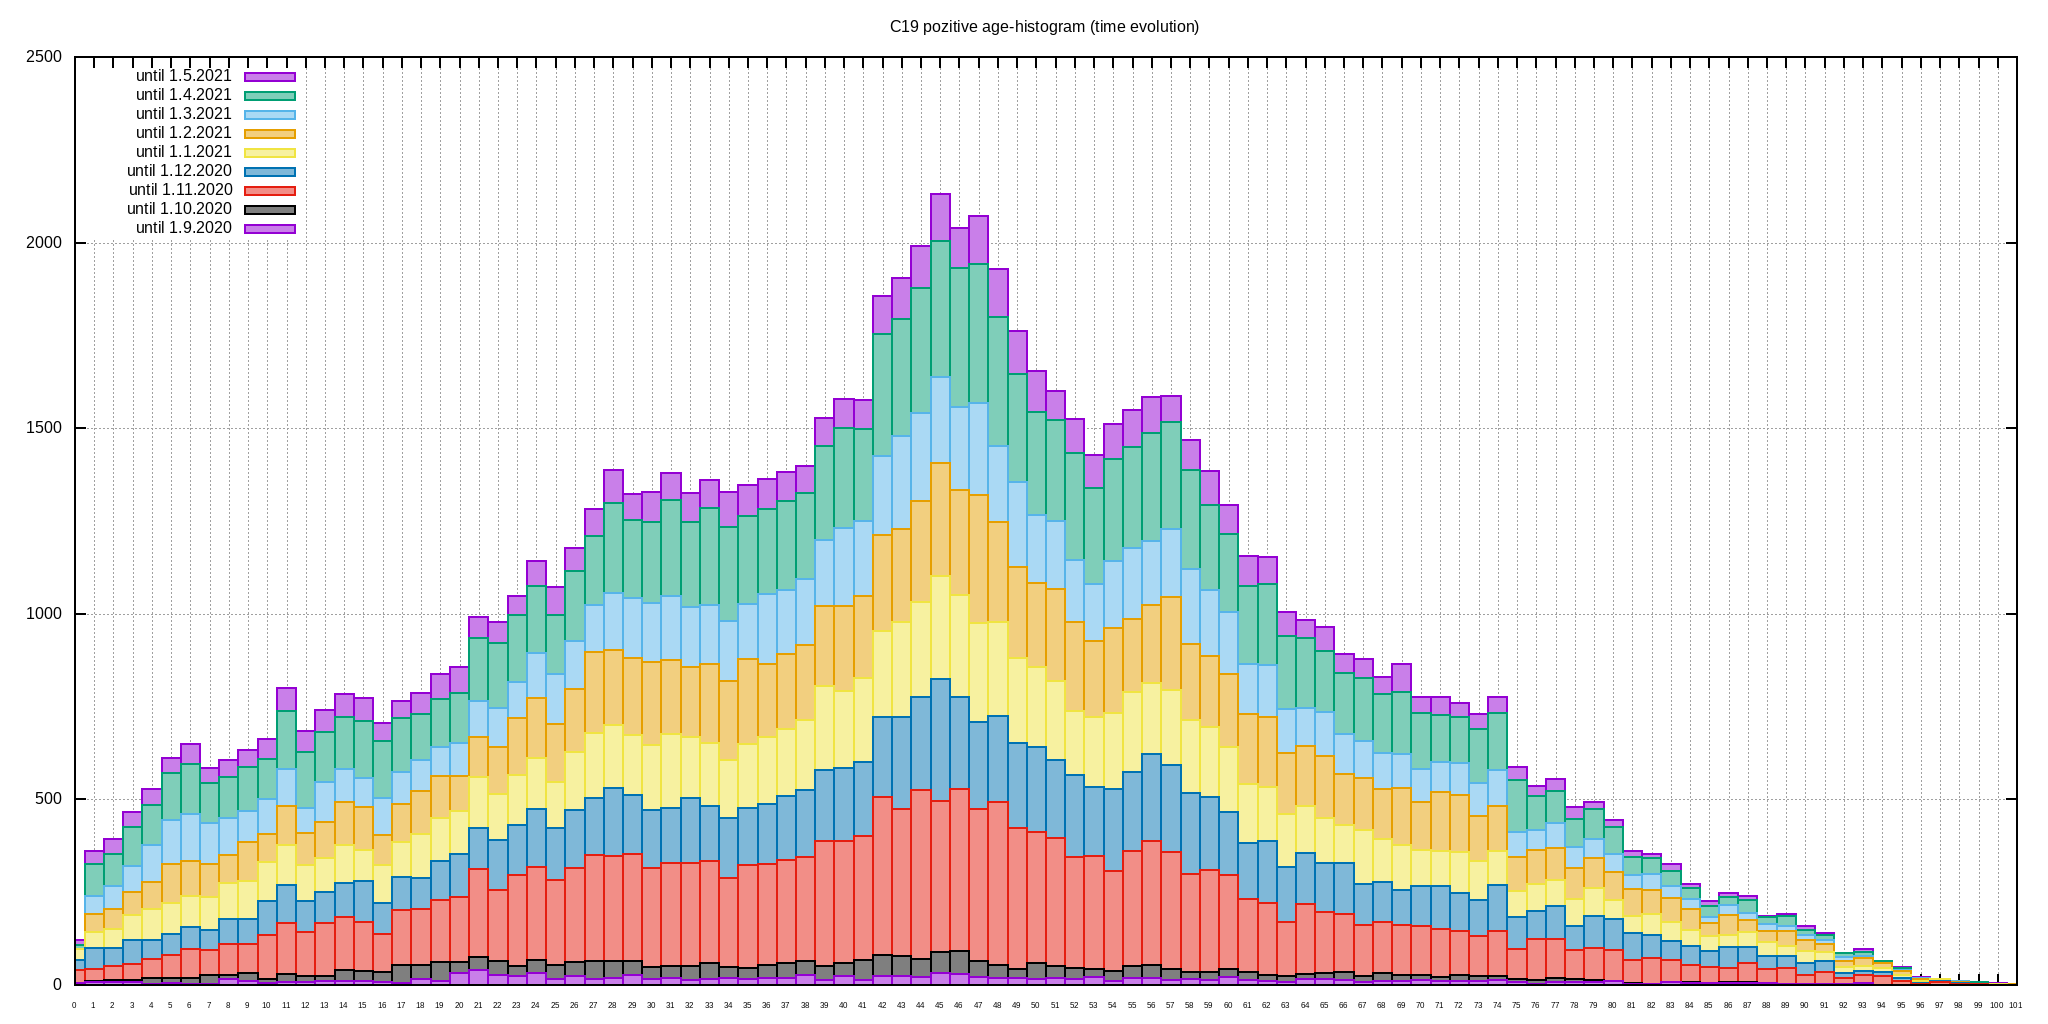 C19 pozitive age-histogram (time evolution)
2500
2000
1500
1000
500
0
until 1.5.2021
until 1.4.2021
until 1.3.2021
until 1.2.2021
until 1.1.2021
until 1.12.2020
until 1.11.2020
until 1.10.2020
until 1.9.2020
0 1 2 3 4 5 6 7 8 9 10 11 12 13 14 15 16 17 18 19 20 21 22 23 24 25 26 27 28 29 30 31 32 33 34 35 36 37 38 39 40 41 42 43 44 45 46 47 48 49 50 51 52 53 54 55 56 57 58 59 60 61 62 63 64 65 66 67 68 69 70 71 72 73 74 75 76 77 78 79 80 81 82 83 84 85 86 87 88 89 90 91 92 93 94 95 96 97 98 99 100 101